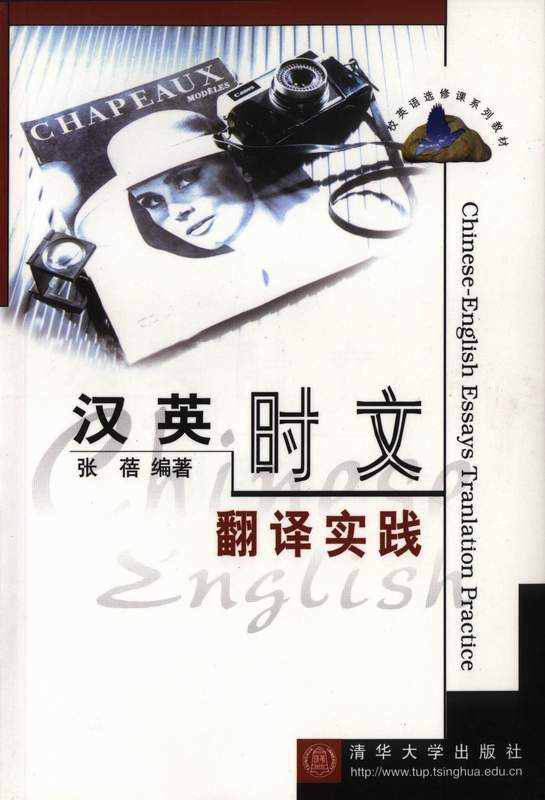 CHAPEAUX
MODÈLES
Canon
校英语选修课系列教材
Chinese-English Essays Tranlation Practice
汉英时文
张蓓 编著
翻译实践
Chinese
English
清华大学出版社
http://www.tup.tsinghua.edu.cn